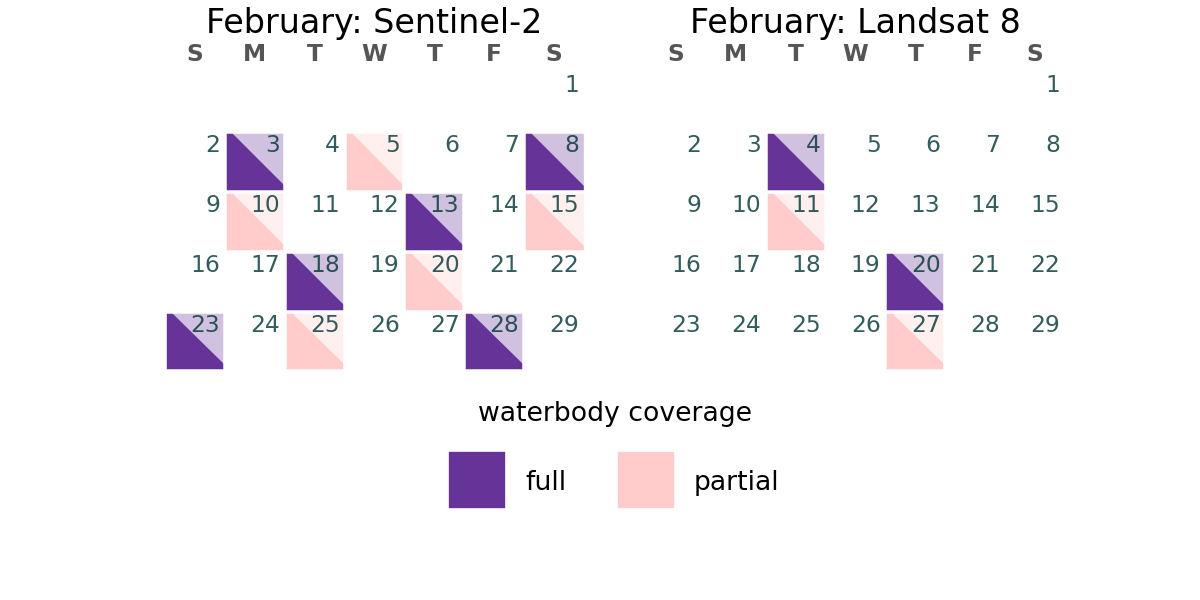 February: Sentinel-2
S M T W T F S
1
2 3 4 5 6 7 8
9 10 11 12 13 14 15
16 17 18 19 20 21 22
23 24 25 26 27 28 29
February: Landsat 8
S M T W T F S
1
2 3 4 5 6 7 8
9 10 11 12 13 14 15
16 17 18 19 20 21 22
23 24 25 26 27 28 29
waterbody coverage
full partial